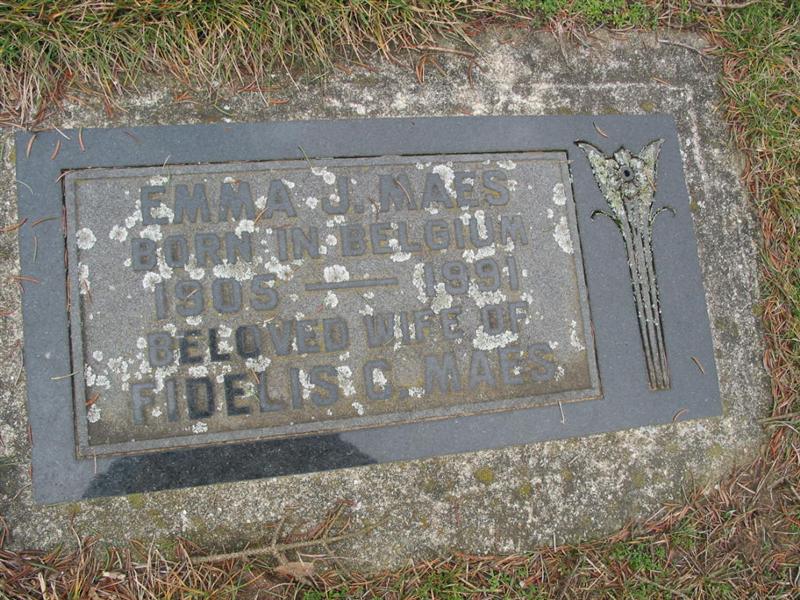 EMMA J. MAES
BORN IN BELGIUM
1905 — 1991
BELOVED WIFE OF
FIDELIS C. MAES